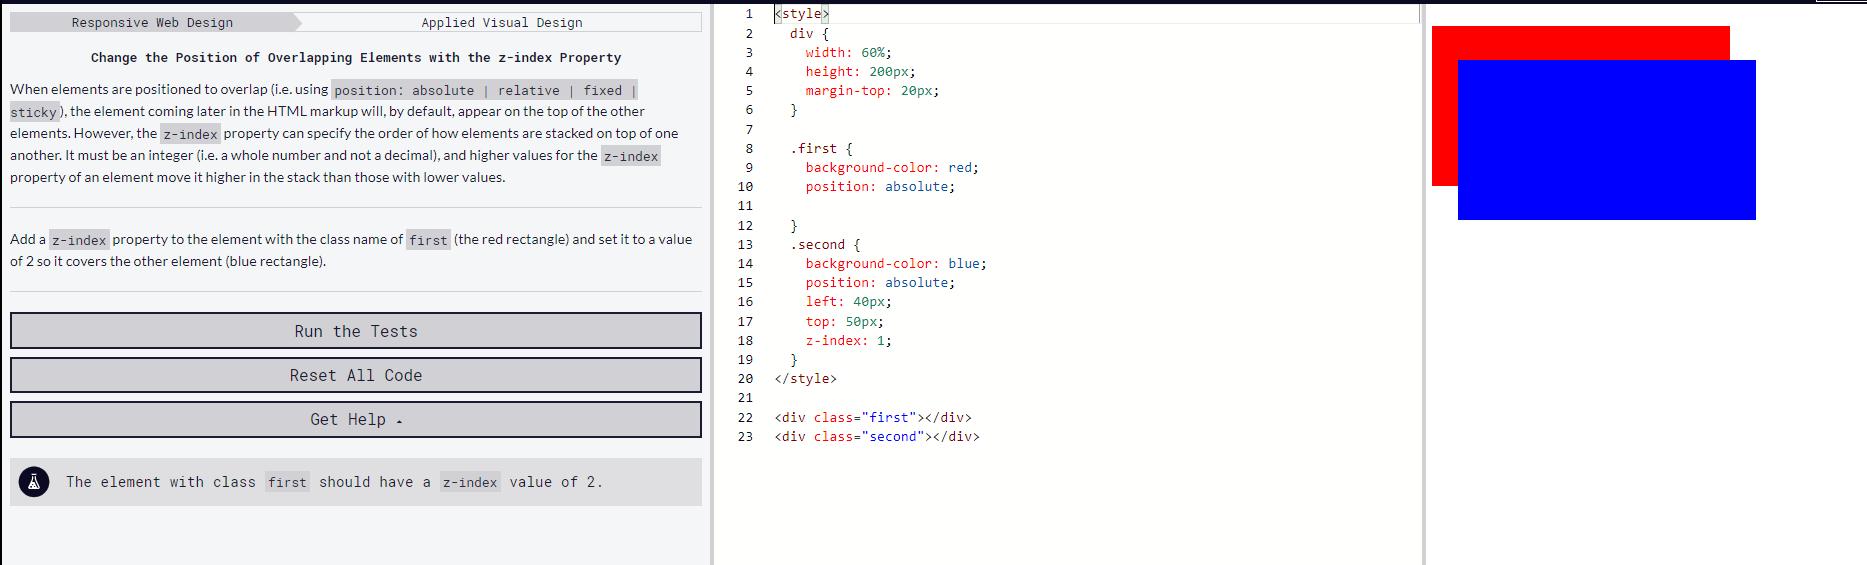 Responsive Web Design
Applied Visual Design
Change the Position of Overlapping Elements with the z-index Property
When elements are positioned to overlap (i.e. using position: absolute | relative | fixed |
sticky), the element coming later in the HTML markup will, by default, appear on the top of the other
elements. However, the z-index property can specify the order of how elements are stacked on top of one
another. It must be an integer (i.e. a whole number and not a decimal), and higher values for the z-index
property of an element move it higher in the stack than those with lower values.
Add a z-index property to the element with the class name of first (the red rectangle) and set it to a value
of 2 so it covers the other element (blue rectangle).
Run the Tests
Reset All Code
Get Help
The element with class first should have a z-index value of 2.
1 <style>
2 div {
3 width: 60%;
4 height: 200px;
5 margin-top: 20px;
6 }
7
8 .first {
9 background-color: red;
10 position: absolute;
11
12 }
13 .second {
14 background-color: blue;
15 position: absolute;
16 left: 40px;
17 top: 50px;
18 z-index: 1;
19 }
20 </style>
21
22 <div class="first"></div>
23 <div class="second"></div>